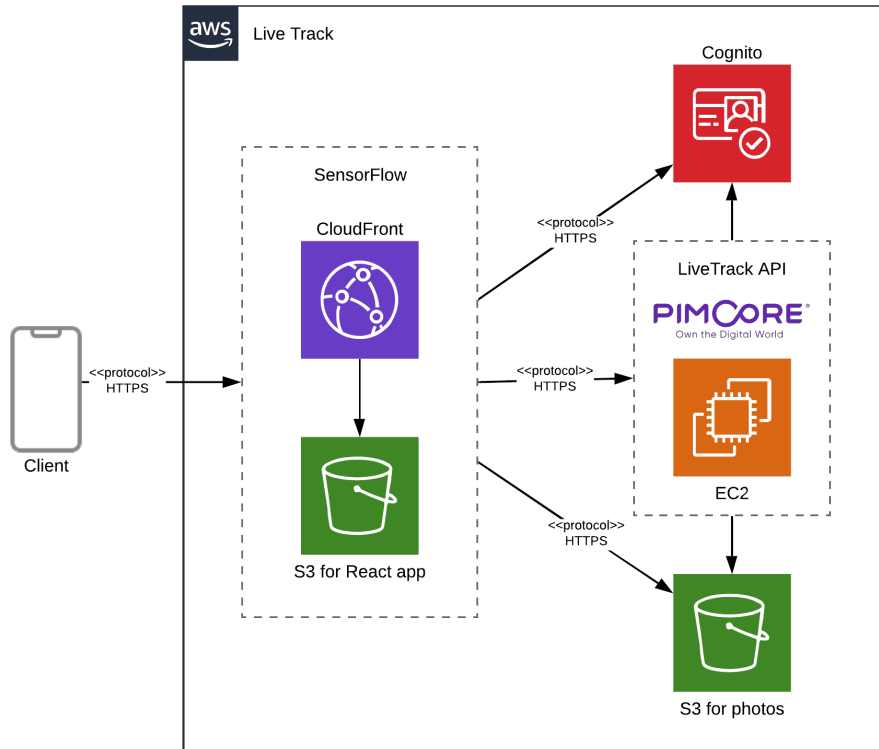 aws
Live Track
Cognito
SensorFlow
<<protocol>>
HTTPS
CloudFront
LiveTrack API
PIMCORE®
Own the Digital World
<<protocol>>
HTTPS
<<protocol>>
HTTPS
Client
EC2
<<protocol>>
HTTPS
S3 for React app
S3 for photos